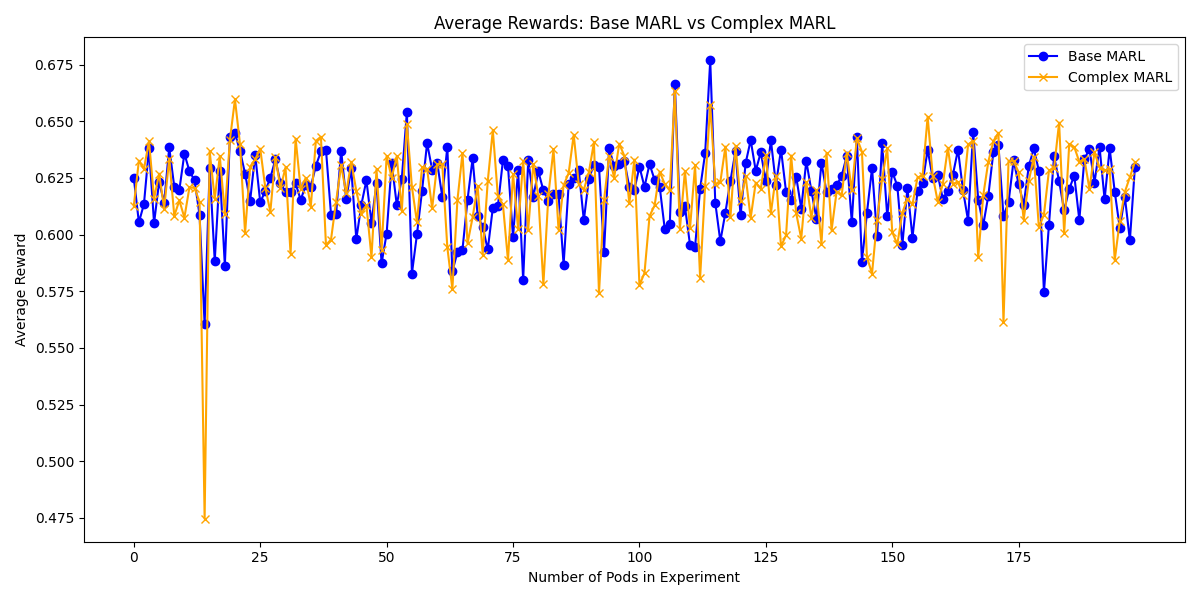 Average Rewards: Base MARL vs Complex MARL
Base MARL
Complex MARL
Average Reward
0.675
0.650
0.625
0.600
0.575
0.550
0.525
0.500
0.475
0 25 50 75 100 125 150 175
Number of Pods in Experiment